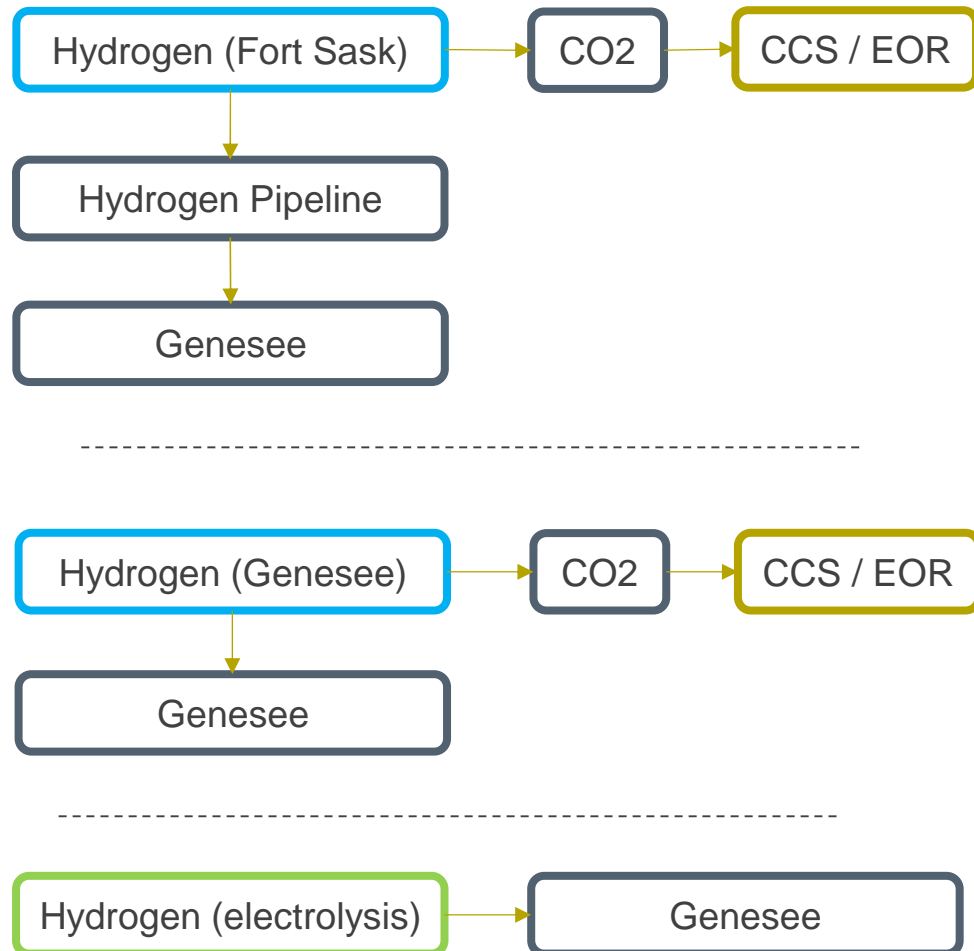 Hydrogen (Fort Sask)
CO2
CCS / EOR
Hydrogen Pipeline
Genesee
Hydrogen (Genesee)
CO2
CCS / EOR
Genesee
Hydrogen (electrolysis)
Genesee